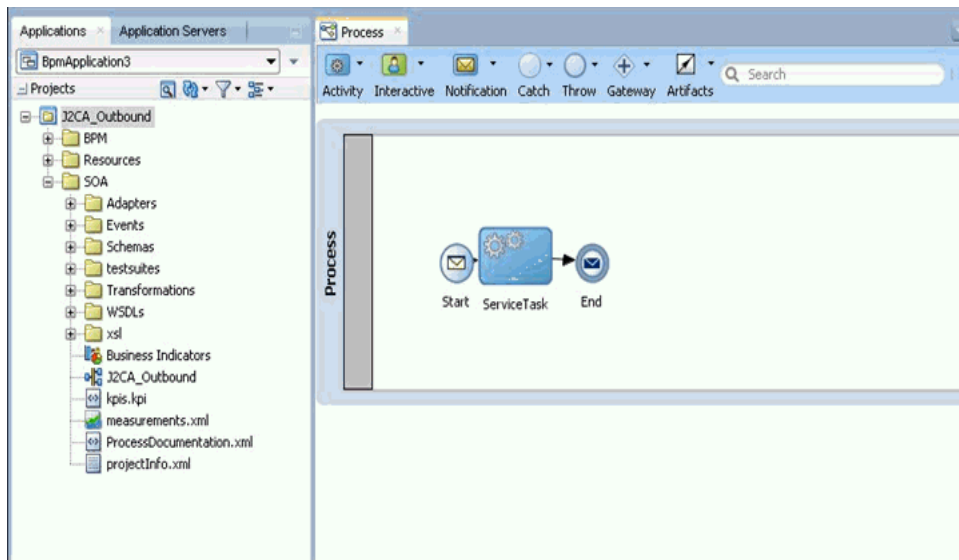 Applications
Application Servers
Process
BpmApplication3
Projects
Activity
Interactive
Notification
Catch
Throw
Gateway
Artifacts
Search
J2CA_Outbound
BPM
Resources
SOA
Adapters
Events
Schemas
testsuites
Transformations
WSDLs
xsl
Business Indicators
J2CA_Outbound
kpis.kpi
measurements.xml
ProcessDocumentation.xml
projectInfo.xml
Process
Start
ServiceTask
End